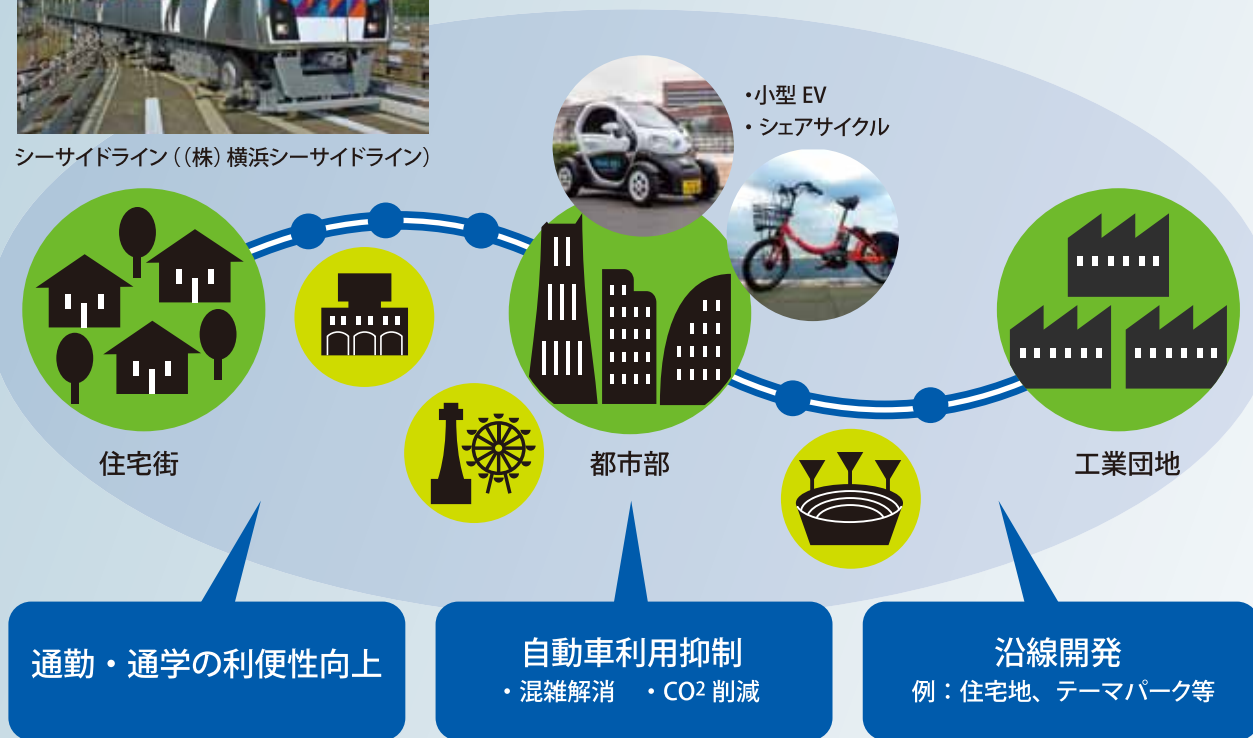 シーサイドライン（（株）横浜シーサイドライン）
・小型 EV
・シェアサイクル
住宅街
都市部
工業団地
通勤・通学の利便性向上
自動車利用抑制
・混雑解消　・CO² 削減
沿線開発
例：住宅地、テーマパーク等